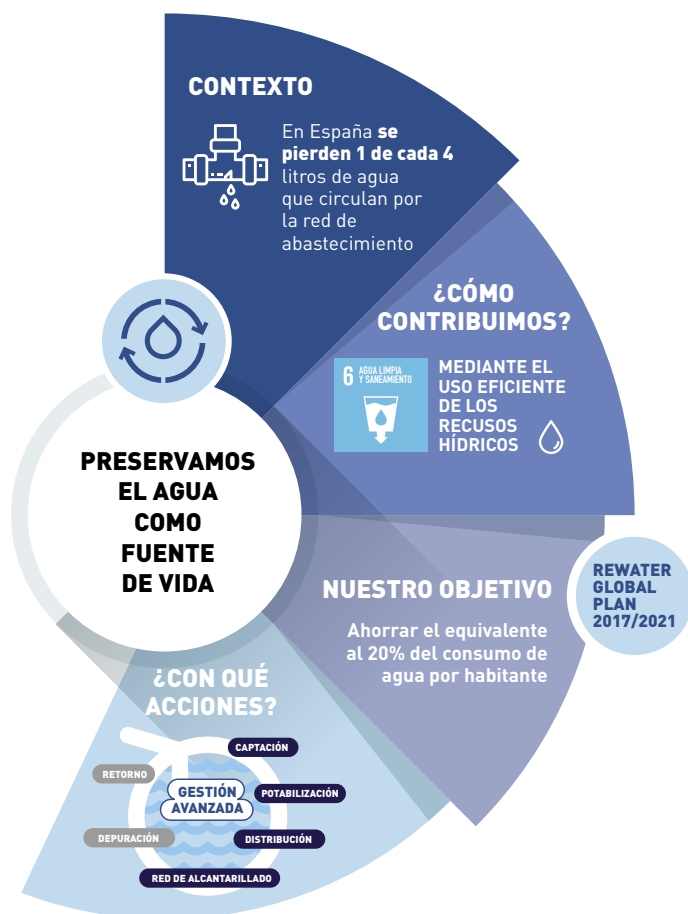 CONTEXTO
En España se
pierden 1 de cada 4
litros de agua
que circulan por
la red de
abastecimiento
¿CÓMO
CONTRIBUIMOS?
6 AGUA LIMPIA
Y SANEAMIENTO
MEDIANTE EL
USO EFICIENTE
DE LOS
RECUSOS
HÍDRICOS
PRESERVAMOS
EL AGUA
COMO
FUENTE
DE VIDA
NUESTRO OBJETIVO
Ahorrar el equivalente
al 20% del consumo de
agua por habitante
REWATER
GLOBAL
PLAN
2017/2021
¿CON QUÉ
ACCIONES?
CAPTACIÓN
RETORNO
GESTIÓN
AVANZADA
POTABILIZACIÓN
DEPURACIÓN
DISTRIBUCIÓN
RED DE ALCANTARILLADO